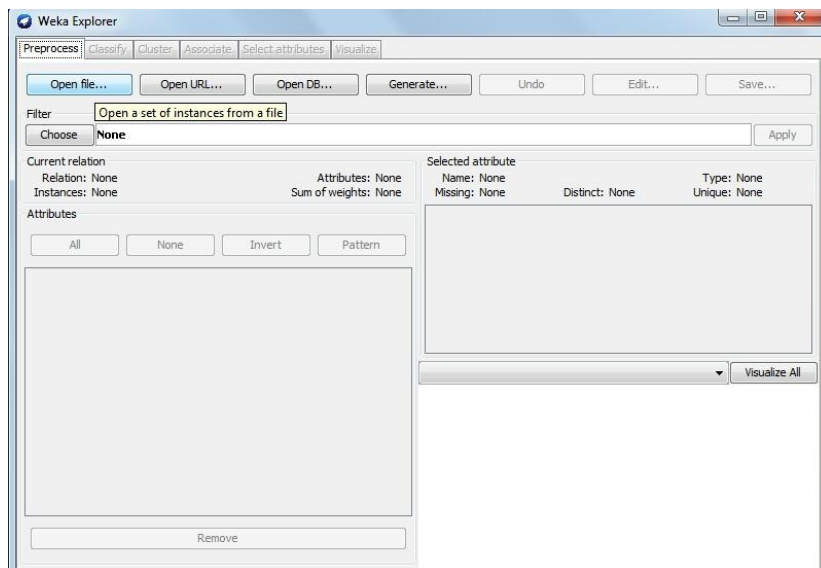 Weka Explorer
Preprocess Classify Cluster Associate Select attributes Visualize
Open file... Open URL... Open DB... Generate... Undo Edit... Save...
Open a set of instances from a file
Filter
Choose None Apply
Current relation
Relation: None Attributes: None
Instances: None Sum of weights: None
Selected attribute
Name: None Type: None
Missing: None Distinct: None Unique: None
Attributes
All None Invert Pattern
Visualize All
Remove